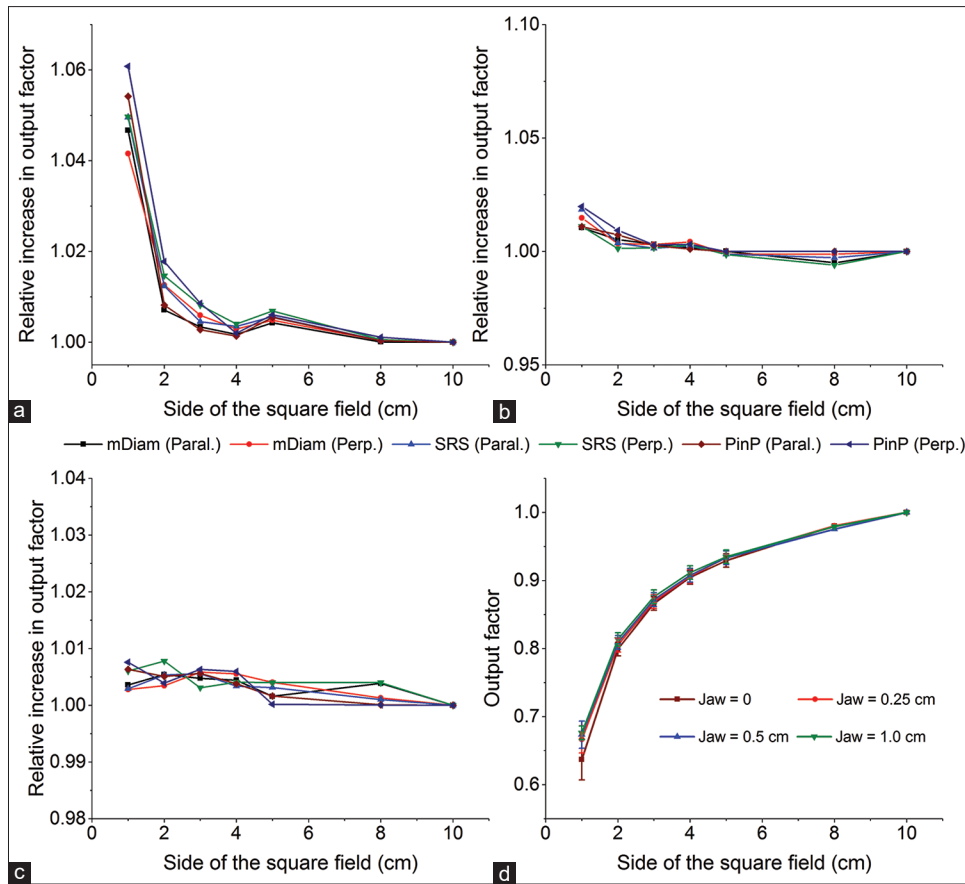 Relative increase in output factor
1.06
1.04
1.02
1.00
0 2 4 6 8 10
Side of the square field (cm)
a
Relative increase in output factor
1.10
1.05
1.00
0.95
0 2 4 6 8 10
Side of the square field (cm)
b
mDiam (Paral.) mDiam (Perp.) SRS (Paral.) SRS (Perp.) PinP (Paral.) PinP (Perp.)
Relative increase in output factor
1.04
1.03
1.02
1.01
1.00
0.99
0.98
0 2 4 6 8 10
Side of the square field (cm)
c
Output factor
1.0
0.9
0.8
0.7
0.6
Jaw = 0 Jaw = 0.25 cm
Jaw = 0.5 cm Jaw = 1.0 cm
0 2 4 6 8 10
Side of the square field (cm)
d